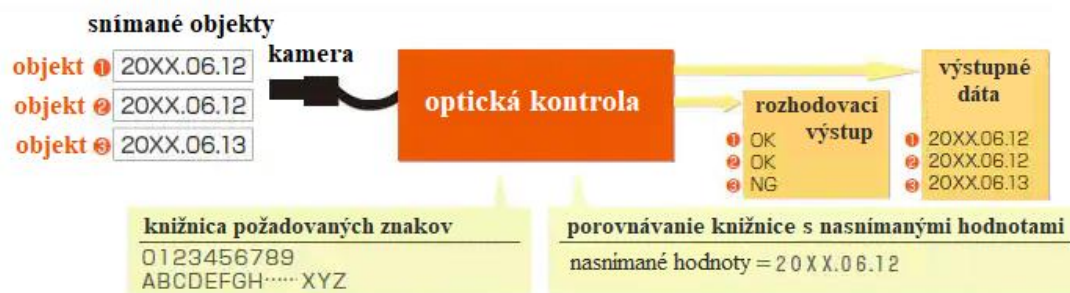 snímané objekty
objekt ❶ 20XX.06.12
objekt ❷ 20XX.06.12
objekt ❸ 20XX.06.13
kamera
optická kontrola
rozhodovací
výstup
❶ OK
❷ OK
❸ NG
výstupné
dáta
❶ 20XX.06.12
❷ 20XX.06.12
❸ 20XX.06.13
knižnica požadovaných znakov
0123456789
ABCDEFGH······XYZ
porovnávanie knižnice s nasnímanými hodnotami
nasnímané hodnoty = 20XX.06.12